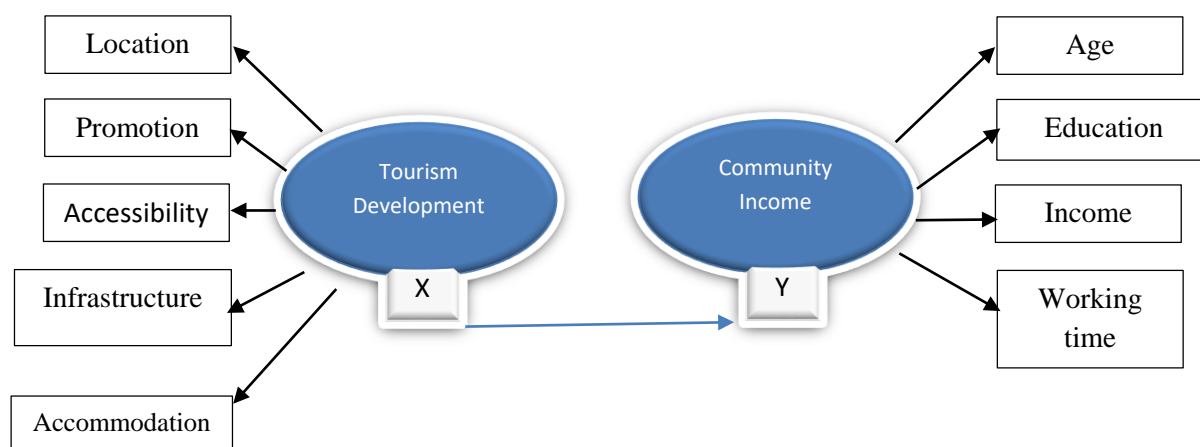 Location
Promotion
Accessibility
Infrastructure
Accommodation
Tourism
Development
X
Community
Income
Y
Age
Education
Income
Working
time